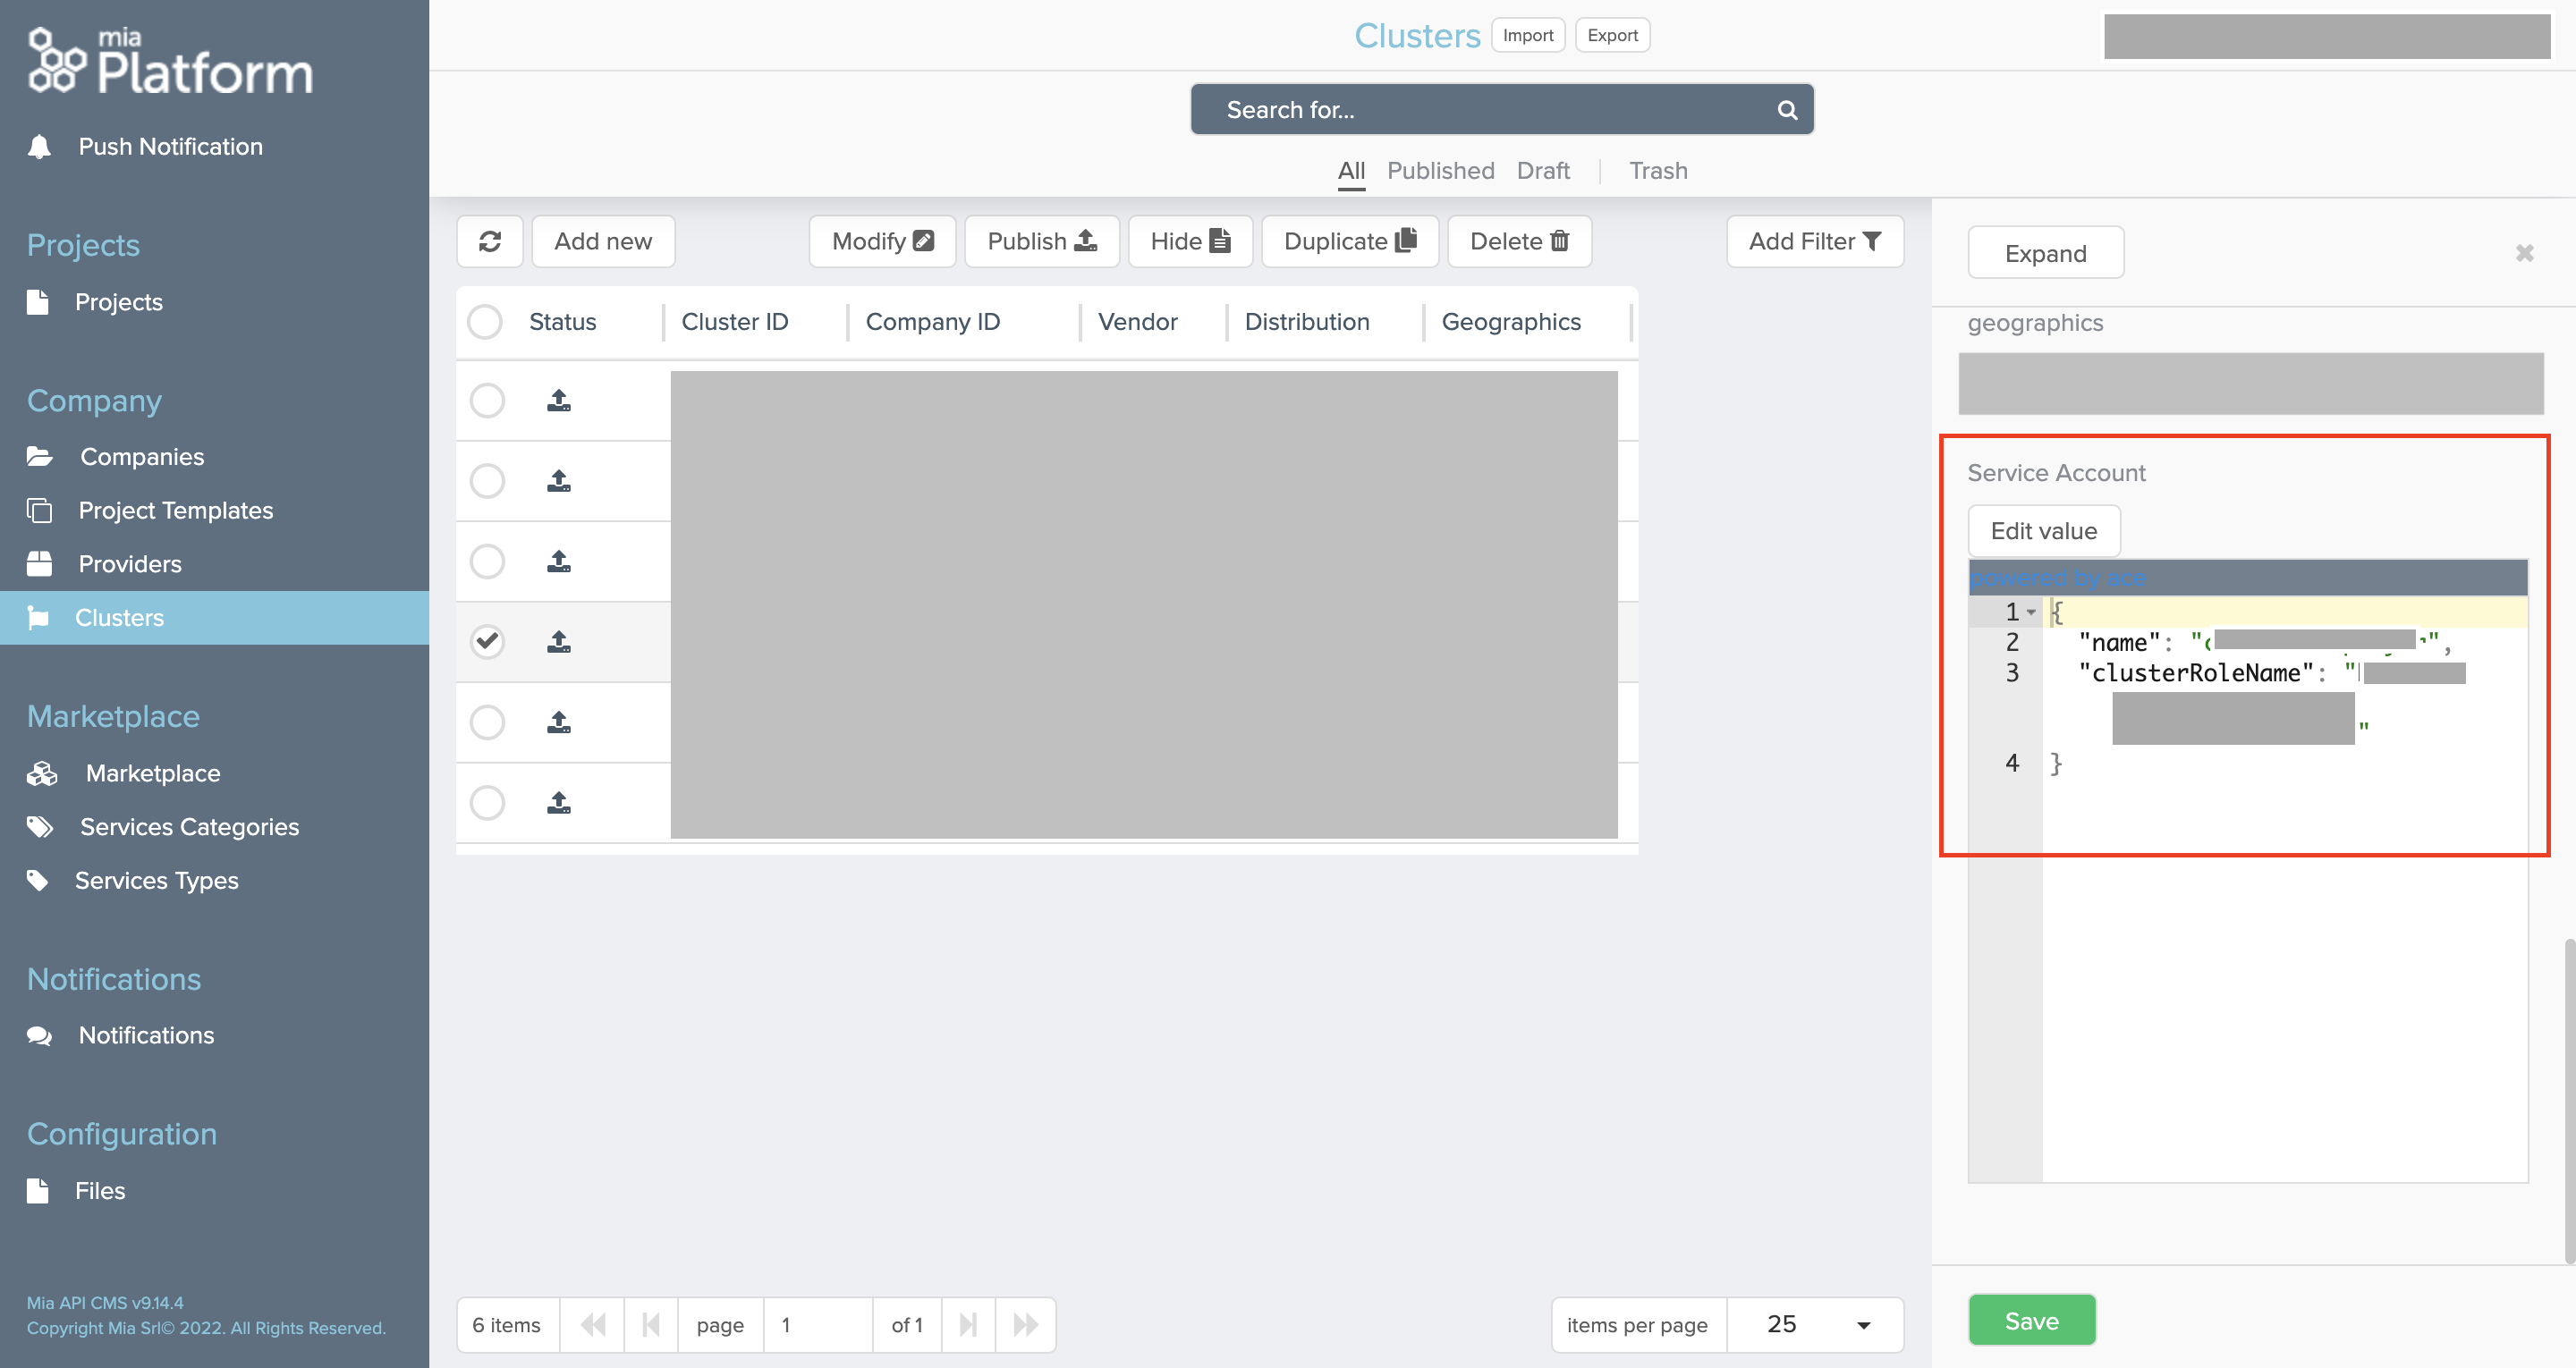 mia
Platform
Push Notification
Projects
Projects
Company
Companies
Project Templates
Providers
Clusters
Marketplace
Marketplace
Services Categories
Services Types
Notifications
Notifications
Configuration
Files
Mia API CMS v9.14.4
Copyright Mia Srl© 2022. All Rights Reserved.
Clusters Import Export
Search for...
All Published Draft Trash
Add new Modify Publish Hide Duplicate Delete Add Filter
Status Cluster ID Company ID Vendor Distribution Geographics
6 items page 1 of 1 items per page 25
Expand
geographics
Service Account
Edit value
powered by ace
1 {
2 "name": " ",
3 "clusterRoleName": "
"
4 }
Save